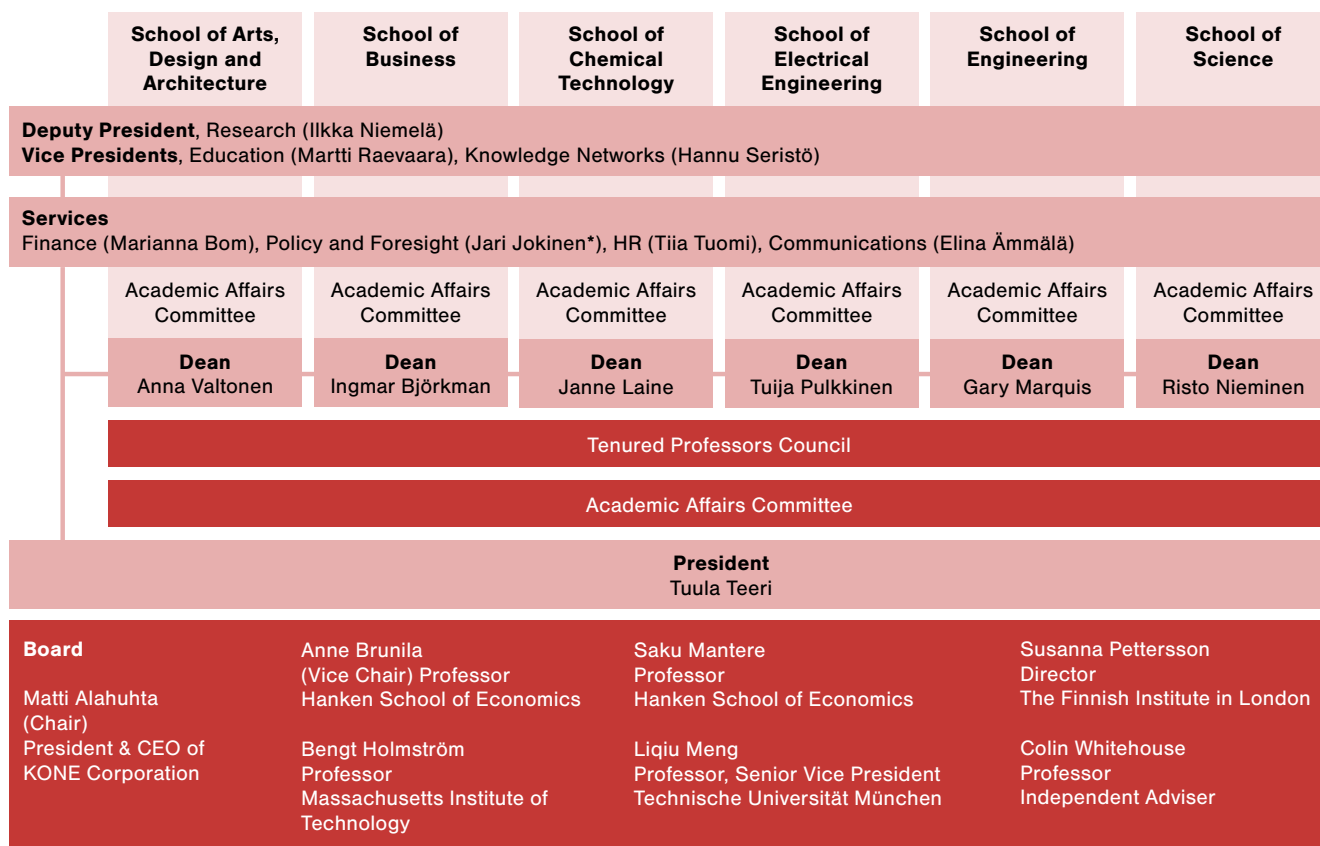 School of Arts,
Design and
Architecture
School of
Business
School of
Chemical
Technology
School of
Electrical
Engineering
School of
Engineering
School of
Science
Deputy President, Research (Ilkka Niemelä)
Vice Presidents, Education (Martti Raevaara), Knowledge Networks (Hannu Seristö)
Services
Finance (Marianna Bom), Policy and Foresight (Jari Jokinen*), HR (Tiia Tuomi), Communications (Elina Ämmälä)
Academic Affairs
Committee
Academic Affairs
Committee
Academic Affairs
Committee
Academic Affairs
Committee
Academic Affairs
Committee
Academic Affairs
Committee
Dean
Anna Valtonen
Dean
Ingmar Björkman
Dean
Janne Laine
Dean
Tuija Pulkkinen
Dean
Gary Marquis
Dean
Risto Nieminen
Tenured Professors Council
Academic Affairs Committee
President
Tuula Teeri
Board
Matti Alahuhta
(Chair)
President & CEO of
KONE Corporation
Anne Brunila
(Vice Chair) Professor
Hanken School of Economics
Bengt Holmström
Professor
Massachusetts Institute of
Technology
Saku Mantere
Professor
Hanken School of Economics
Liqiu Meng
Professor, Senior Vice President
Technische Universität München
Susanna Pettersson
Director
The Finnish Institute in London
Colin Whitehouse
Professor
Independent Adviser